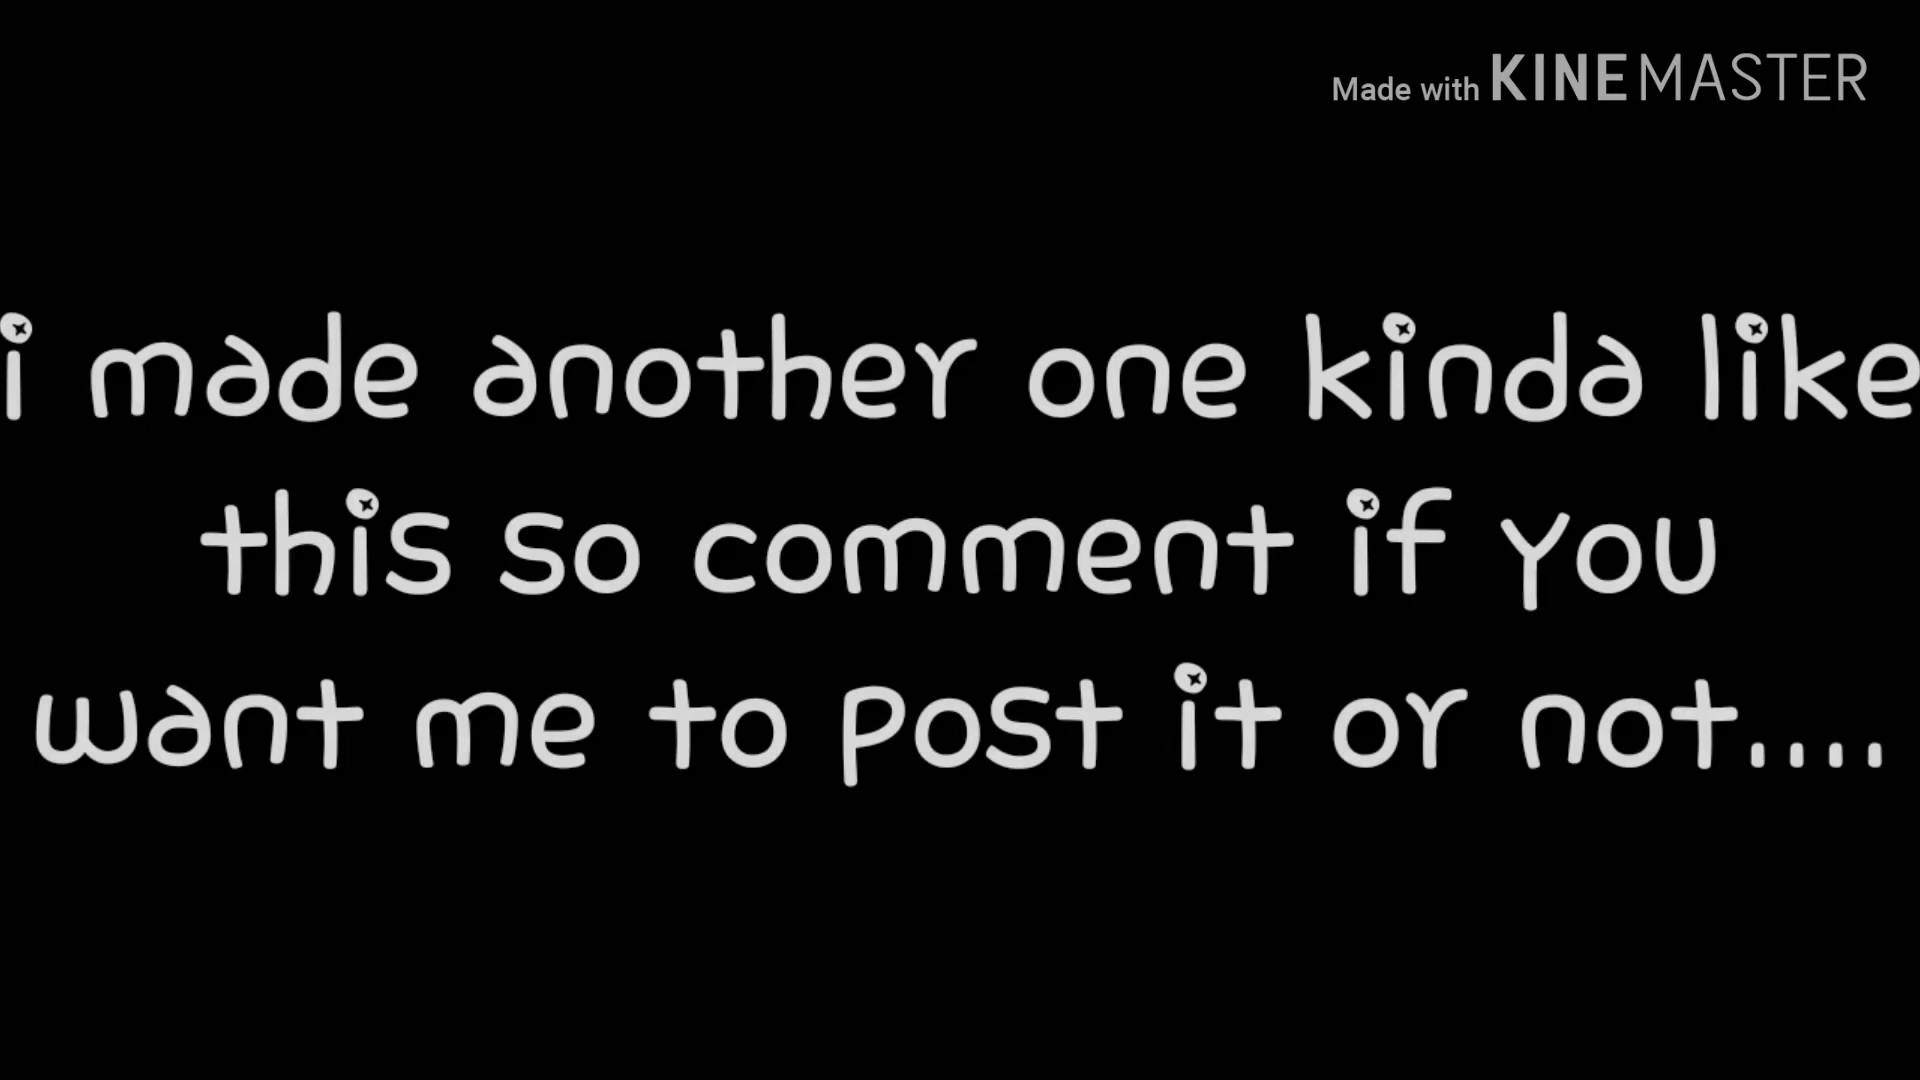 Made with KINEMASTER
i made another one kinda like
this so comment if you
want me to post it or not....